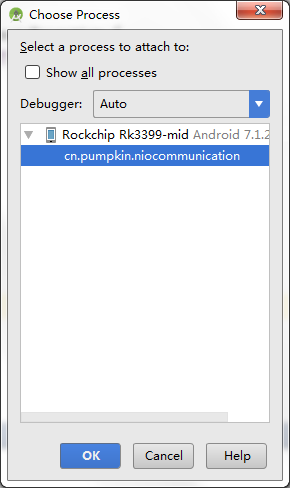 Choose Process
Select a process to attach to:
Show all processes
Debugger: Auto
Rockchip Rk3399-mid Android 7.1.2
cn.pumpkin.niocommunication
OK Cancel Help